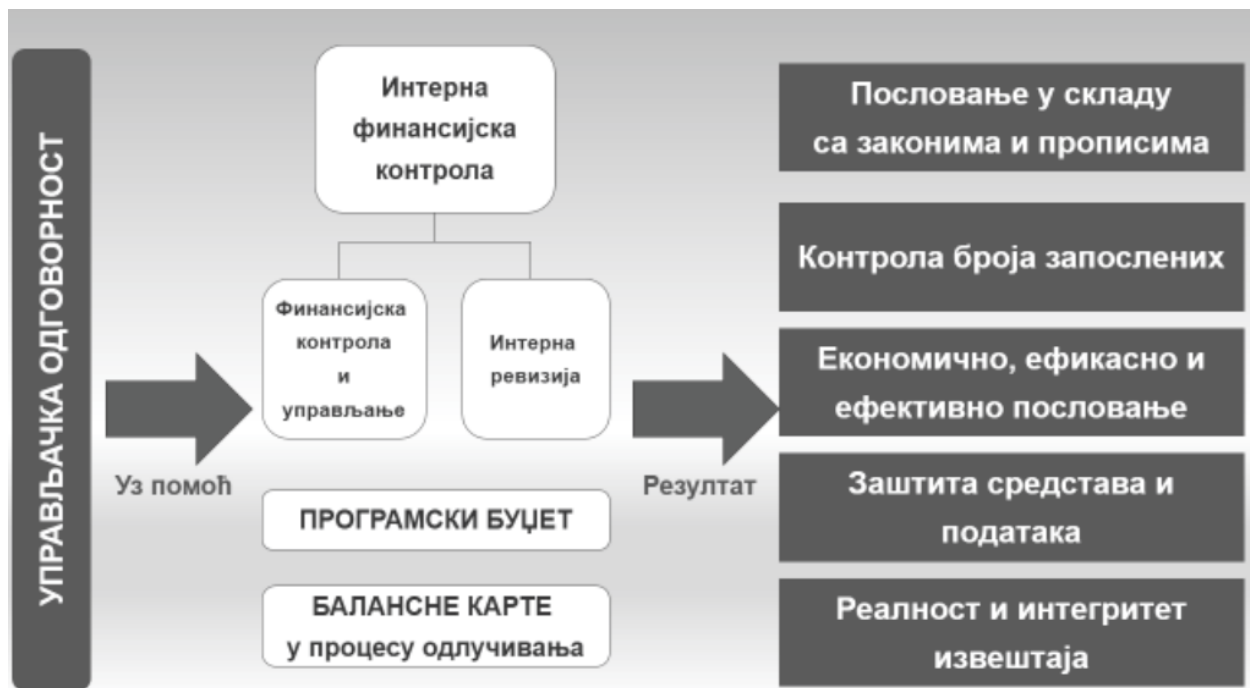 УПРАВЉАЧКА ОДГОВОРНОСТ
Уз помоћ
Интерна
финансијска
контрола
Финансијска
контрола
и
управљање
Интерна
ревизија
ПРОГРАМСКИ БУЏЕТ
БАЛАНСНЕ КАРТЕ
у процесу одлучивања
Резултат
Пословање у складу
са законима и прописима
Контрола броја запослених
Економично, ефикасно и
ефективно пословање
Заштита средстава и
података
Реалност и интегритет
извештаја